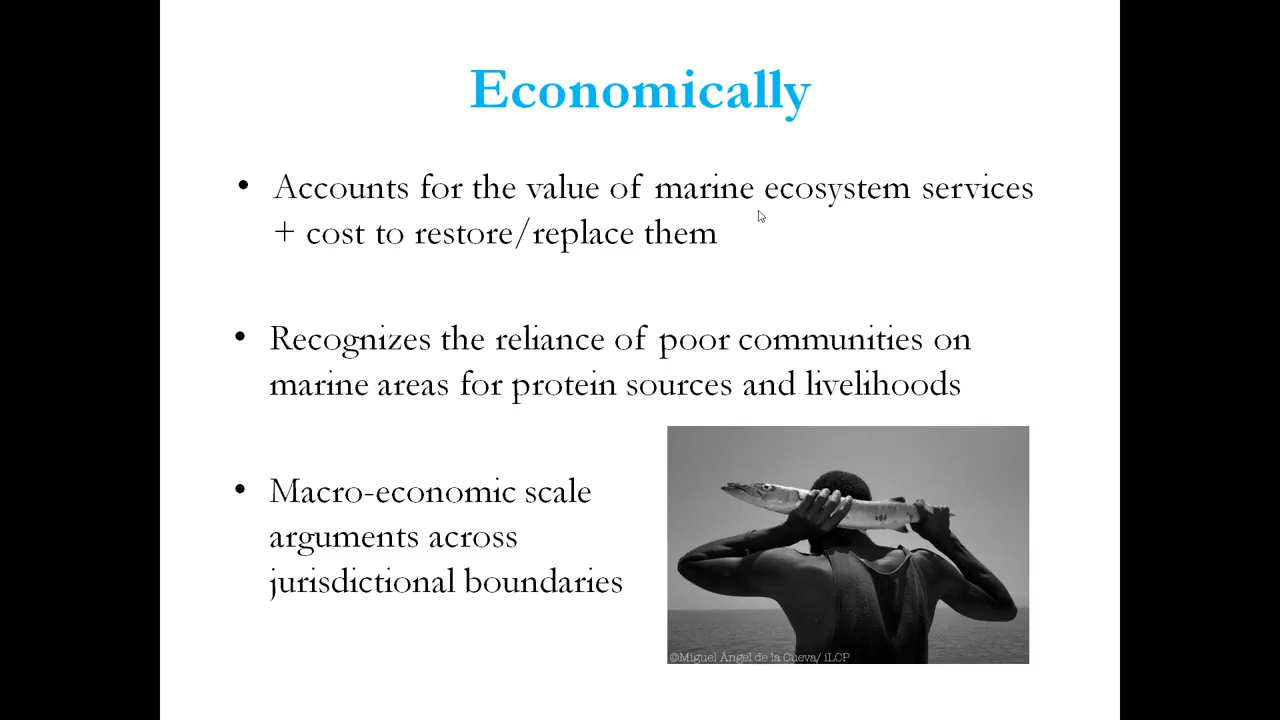 Economically
• Accounts for the value of marine ecosystem services
+ cost to restore/replace them
• Recognizes the reliance of poor communities on
marine areas for protein sources and livelihoods
• Macro-economic scale
arguments across
jurisdictional boundaries
©Miguel Ángel de la Cueva/ iLCP